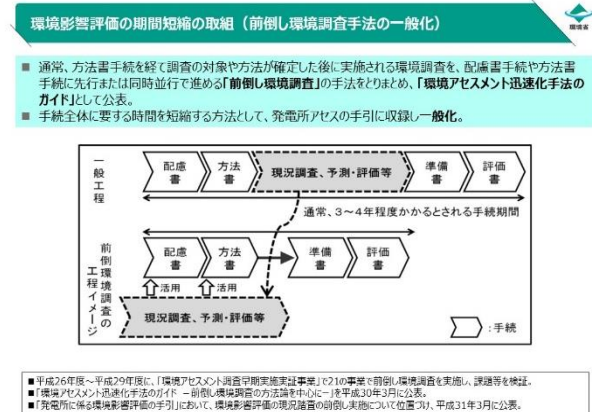 環境影響評価の期間短縮の取組（前倒し環境調査手法の一般化）
環境省
■ 通常、方法書手続を経て調査の対象や方法が確定した後に実施される環境調査を、配慮書手続や方法書
手続に先行または同時並行で進める「前倒し環境調査」の手法をとりまとめ、「環境アセスメント迅速化手法の
ガイド」として公表。
■ 手続全体に要する時間を短縮する方法として、発電所アセスの手引に収録し一般化。
一般工程
配慮書
方法書
現況調査、予測・評価等
準備書
評価書
通常、３～４年程度かかるとされる手続期間
前倒環境調査の
工程イメージ
配慮書
方法書
準備書
評価書
活用
活用
現況調査、予測・評価等
：手続
■平成26年度～平成29年度に、「環境アセスメント調査早期実施実証事業」で21の事業で前倒し環境調査を実施し、課題等を検証。
■「環境アセスメント迅速化手法のガイド －前倒し環境調査の方法論を中心に－」を平成30年3月に公表。
■「発電所に係る環境影響評価の手引」において、環境影響評価の現況踏査の前倒し実施について位置づけ、平成31年3月に公表。